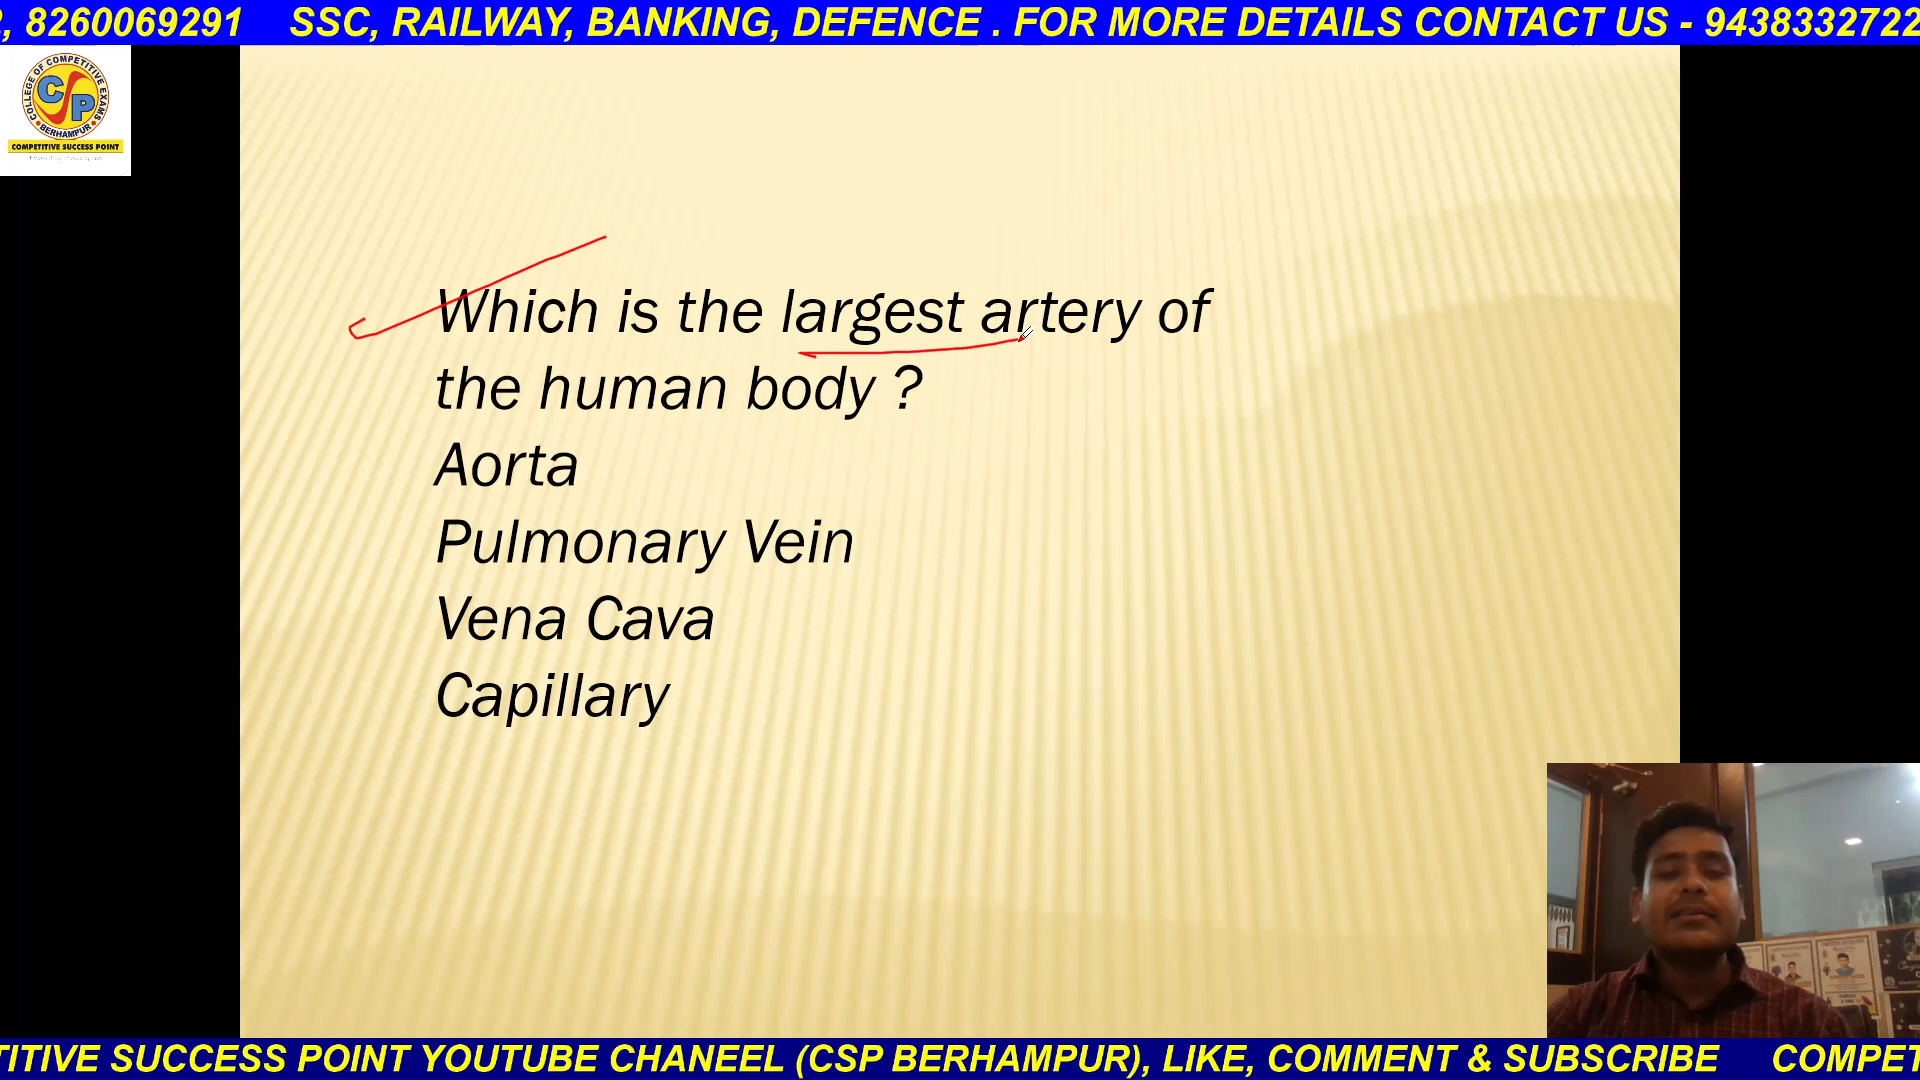 , 8260069291 SSC, RAILWAY, BANKING, DEFENCE . FOR MORE DETAILS CONTACT US - 9438332722
COLLEGE OF COMPETITIVE EXAMS
CSP
BERHAMPUR
COMPETITIVE SUCCESS POINT
Which is the largest artery of
the human body ?
Aorta
Pulmonary Vein
Vena Cava
Capillary
TITIVE SUCCESS POINT YOUTUBE CHANEEL (CSP BERHAMPUR), LIKE, COMMENT & SUBSCRIBE COMPET